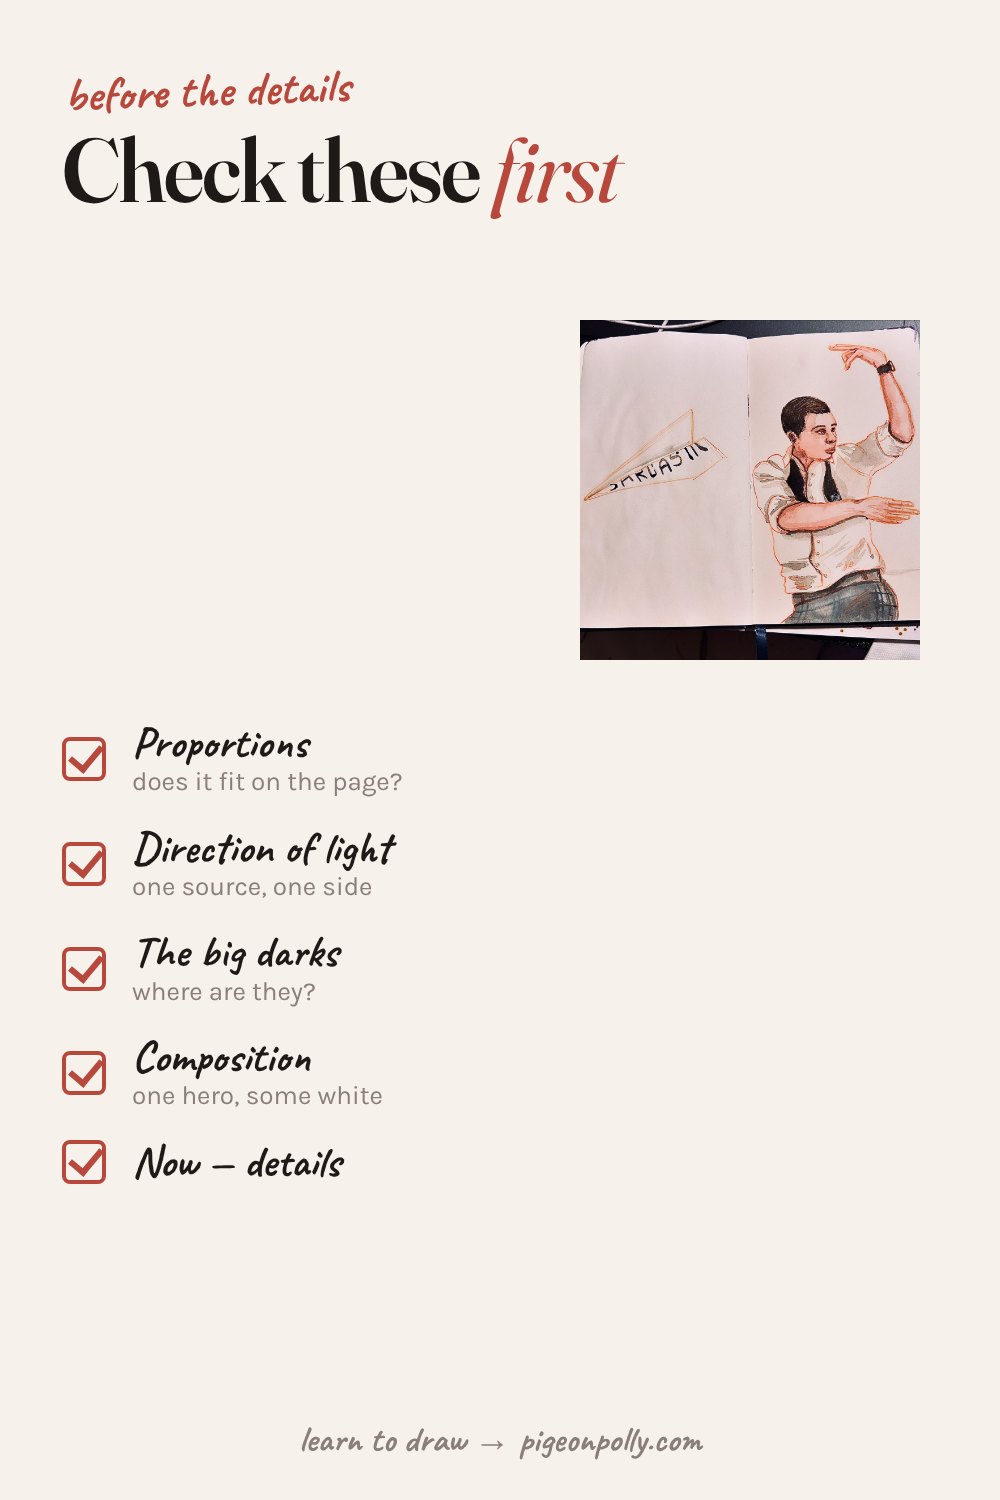 before the details
Check these first
Proportions
does it fit on the page?
Direction of light
one source, one side
The big darks
where are they?
Composition
one hero, some white
Now – details
learn to draw → pigeonpolly.com